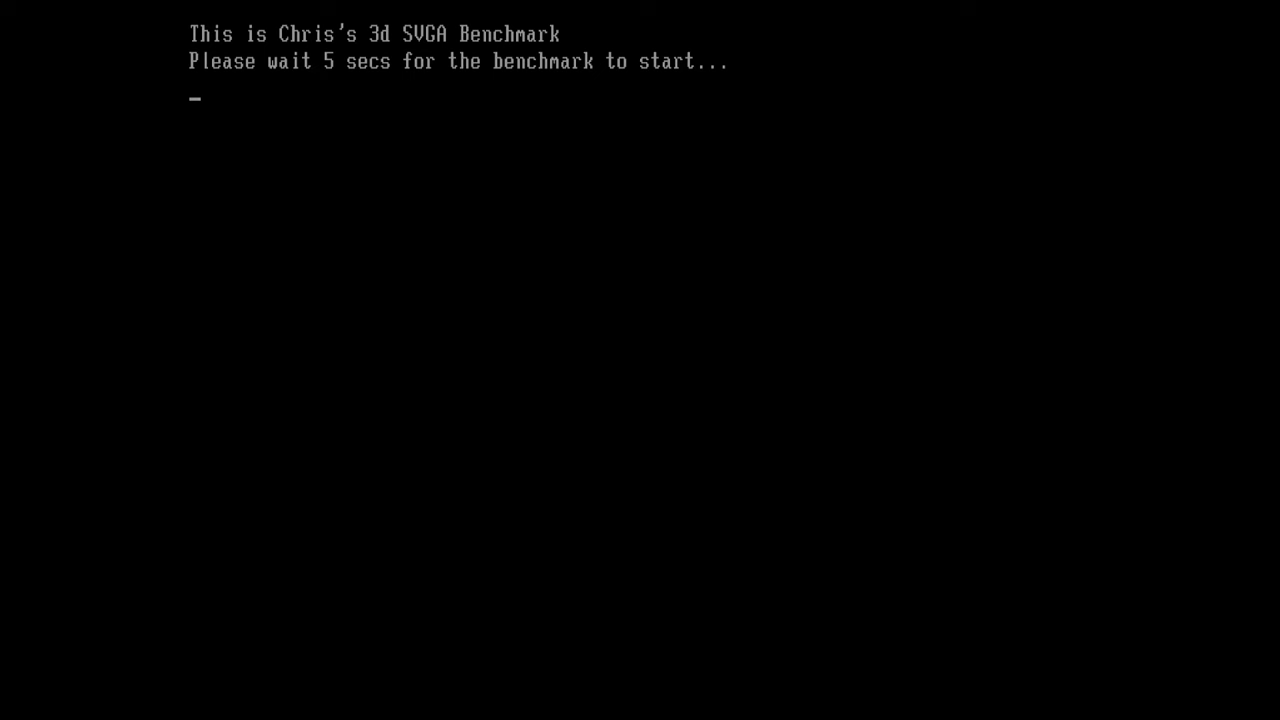 This is Chris's 3d SVGA Benchmark
Please wait 5 secs for the benchmark to start...